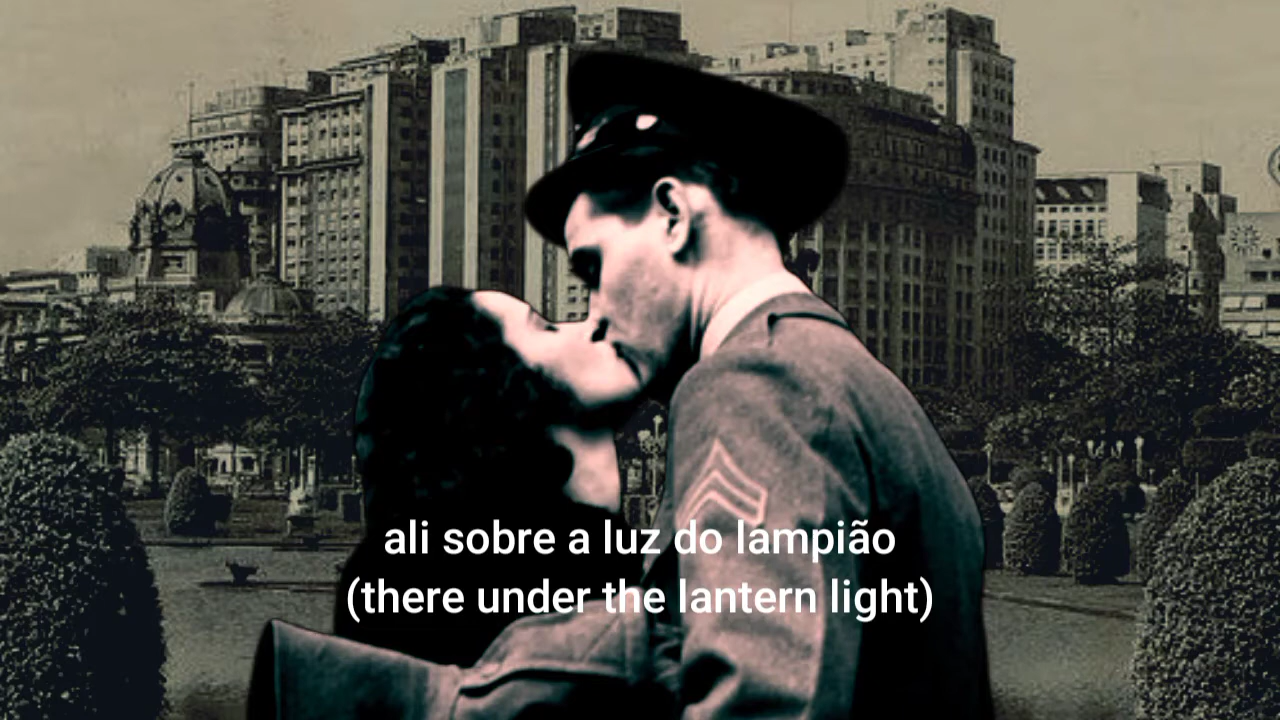 ali sobre a luz do lampião
(there under the lantern light)